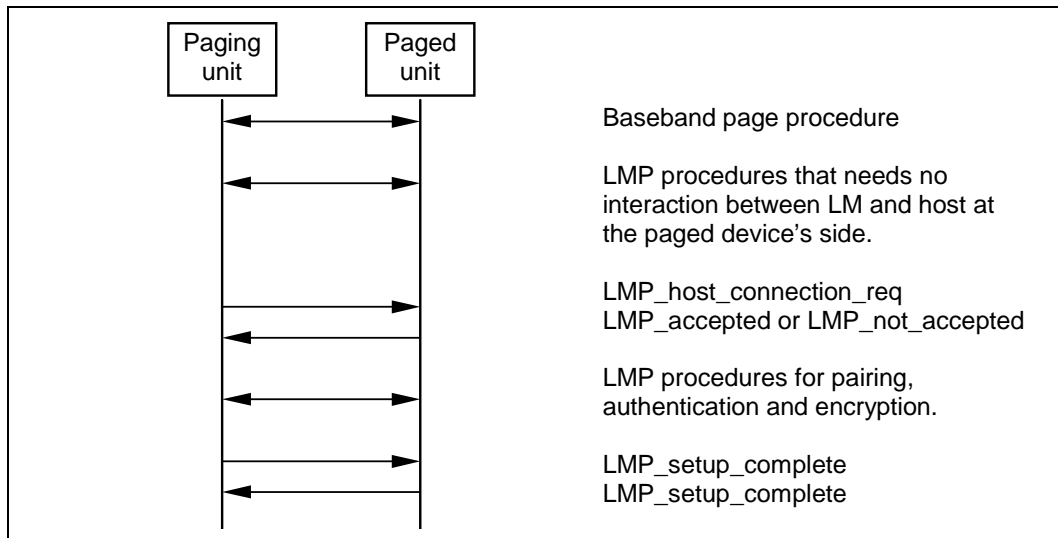 Paging
unit
Paged
unit
Baseband page procedure
LMP procedures that needs no
interaction between LM and host at
the paged device's side.
LMP_host_connection_req
LMP_accepted or LMP_not_accepted
LMP procedures for pairing,
authentication and encryption.
LMP_setup_complete
LMP_setup_complete